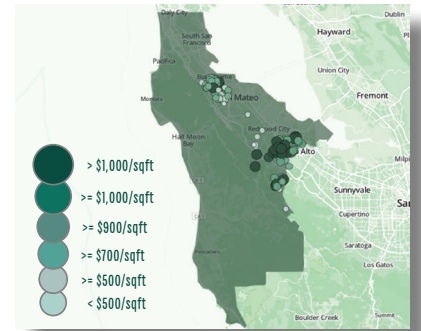 Daly City
Dublin
South San
Francisco
Hayward
Pacifica
Union City
Mateo
Fremont
Redwood City
Half Moon
Bay
Alto
> $1,000/sqft
>= $1,000/sqft
Sunnyvale
>= $900/sqft
Cupertino
>= $700/sqft
Saratoga
>= $500/sqft
Los Gatos
< $500/sqft
Boulder Creek